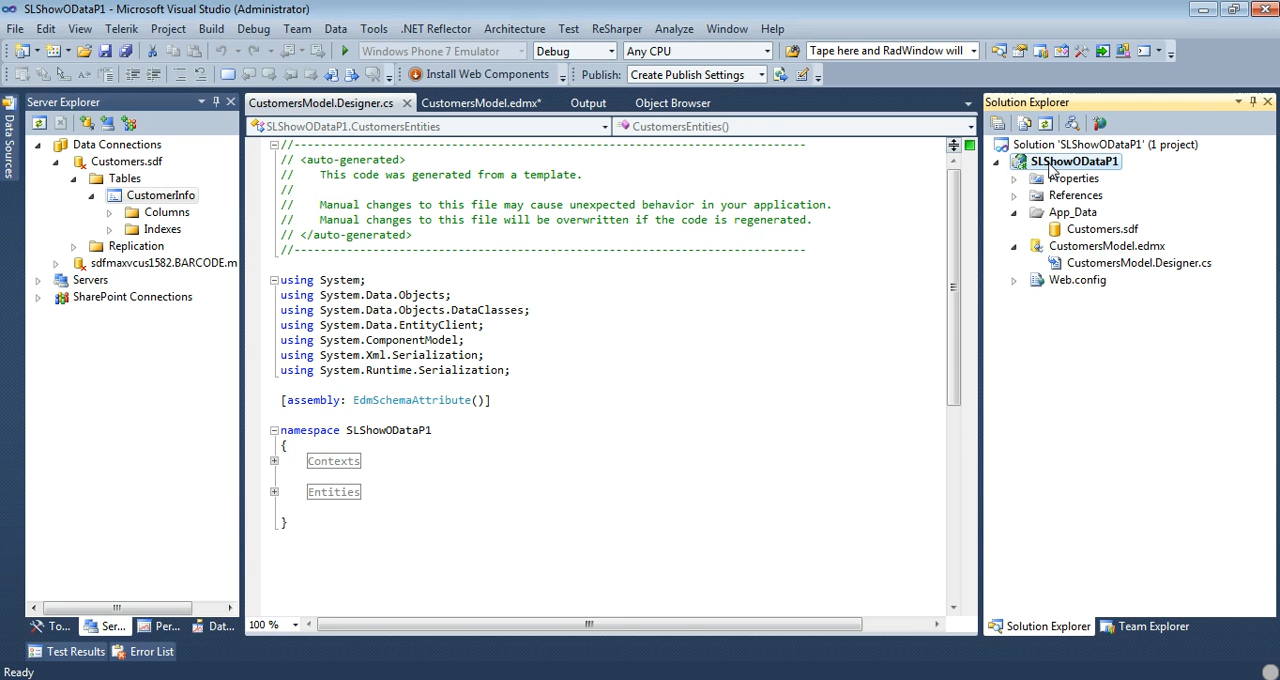 SLShowODataP1 - Microsoft Visual Studio (Administrator)
File Edit View Telerik Project Build Debug Team Data Tools .NET Reflector Architecture Test ReSharper Analyze Window Help
Windows Phone 7 Emulator Debug Any CPU Tape here and RadWindow will
Install Web Components Publish: Create Publish Settings
Data Sources
Server Explorer
Data Connections
Customers.sdf
Tables
CustomerInfo
Columns
Indexes
Replication
sdfmaxvcus1582.BARCODE.m
Servers
SharePoint Connections
To... Ser... Per... Dat...
CustomersModel.Designer.cs CustomersModel.edmx* Output Object Browser
SLShowODataP1.CustomersEntities CustomersEntities()
//------------------------------------------------------------------------------
// <auto-generated>
//    This code was generated from a template.
//
//    Manual changes to this file may cause unexpected behavior in your application.
//    Manual changes to this file will be overwritten if the code is regenerated.
// </auto-generated>
//------------------------------------------------------------------------------
using System;
using System.Data.Objects;
using System.Data.Objects.DataClasses;
using System.Data.EntityClient;
using System.ComponentModel;
using System.Xml.Serialization;
using System.Runtime.Serialization;
[assembly: EdmSchemaAttribute()]
namespace SLShowODataP1
{
Contexts
Entities
}
100 %
Solution Explorer
Solution 'SLShowODataP1' (1 project)
SLShowODataP1
Properties
References
App_Data
Customers.sdf
CustomersModel.edmx
CustomersModel.Designer.cs
Web.config
Solution Explorer Team Explorer
Test Results Error List
Ready